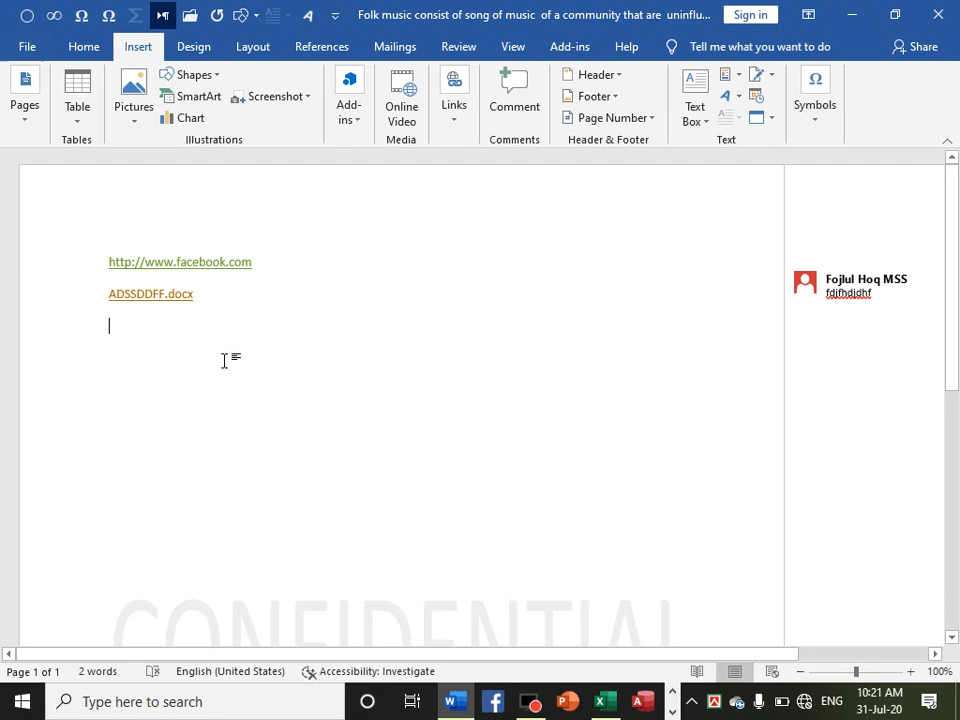 Folk music consist of song of music of a community that are uninflu...
Sign in
File Home Insert Design Layout References Mailings Review View Add-ins Help Tell me what you want to do Share
Pages
Table
Tables
Pictures
Shapes
SmartArt
Chart
Screenshot
Illustrations
Add-
ins
Online
Video
Media
Links
Comment
Comments
Header
Footer
Page Number
Header & Footer
Text
Box
Text
Symbols
http://www.facebook.com
ADSSDDFF.docx
Fojlul Hoq MSS
fdifhdjdhf
CONFIDENTIAL
Page 1 of 1 2 words English (United States) Accessibility: Investigate 100%
Type here to search
ENG
10:21 AM
31-Jul-20